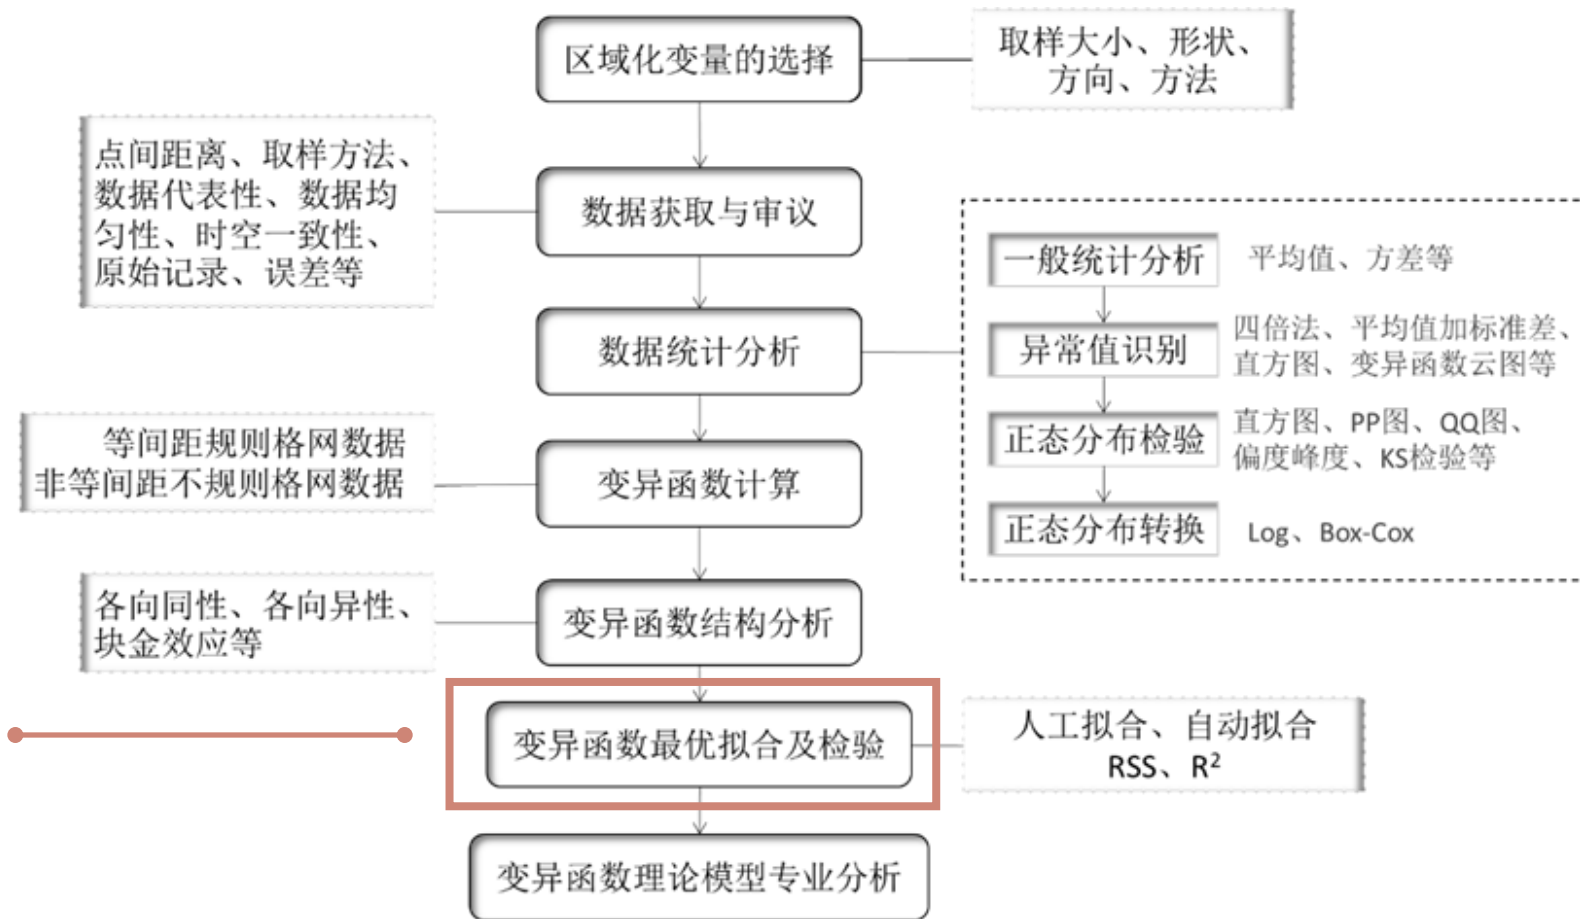 区域化变量的选择
取样大小、形状、
方向、方法
点间距离、取样方法、
数据代表性、数据均
匀性、时空一致性、
原始记录、误差等
数据获取与审议
数据统计分析
一般统计分析
平均值、方差等
异常值识别
四倍法、平均值加标准差、
直方图、变异函数云图等
正态分布检验
直方图、PP图、QQ图、
偏度峰度、KS检验等
正态分布转换
Log、Box-Cox
等间距规则格网数据
非等间距不规则格网数据
变异函数计算
各向同性、各向异性、
块金效应等
变异函数结构分析
变异函数最优拟合及检验
人工拟合、自动拟合
RSS、R²
变异函数理论模型专业分析